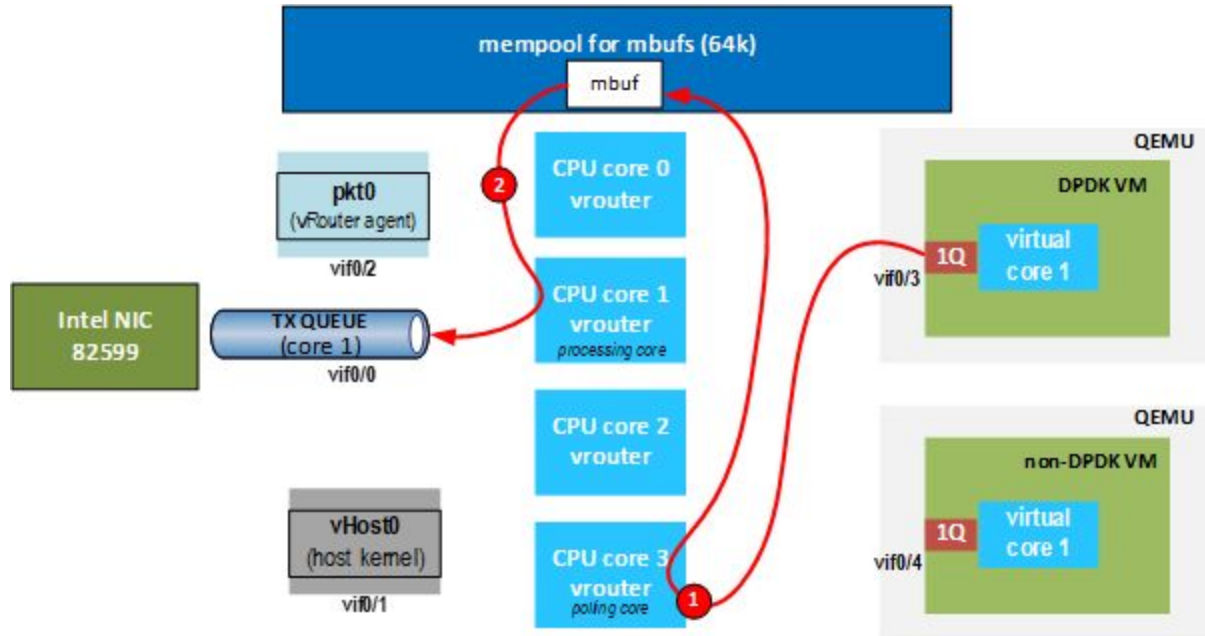 mempool for mbufs (64k)
mbuf
CPU core 0
vrouter
pkt0
(vRouter agent)
vif0/2
2
QEMU
DPDK VM
1Q
virtual
core 1
vif0/3
Intel NIC
82599
TX QUEUE
(core 1)
vif0/0
CPU core 1
vrouter
processing core
CPU core 2
vrouter
QEMU
non-DPDK VM
1Q
virtual
core 1
vif0/4
vHost0
(host kernel)
vif0/1
CPU core 3
vrouter
polling core
1